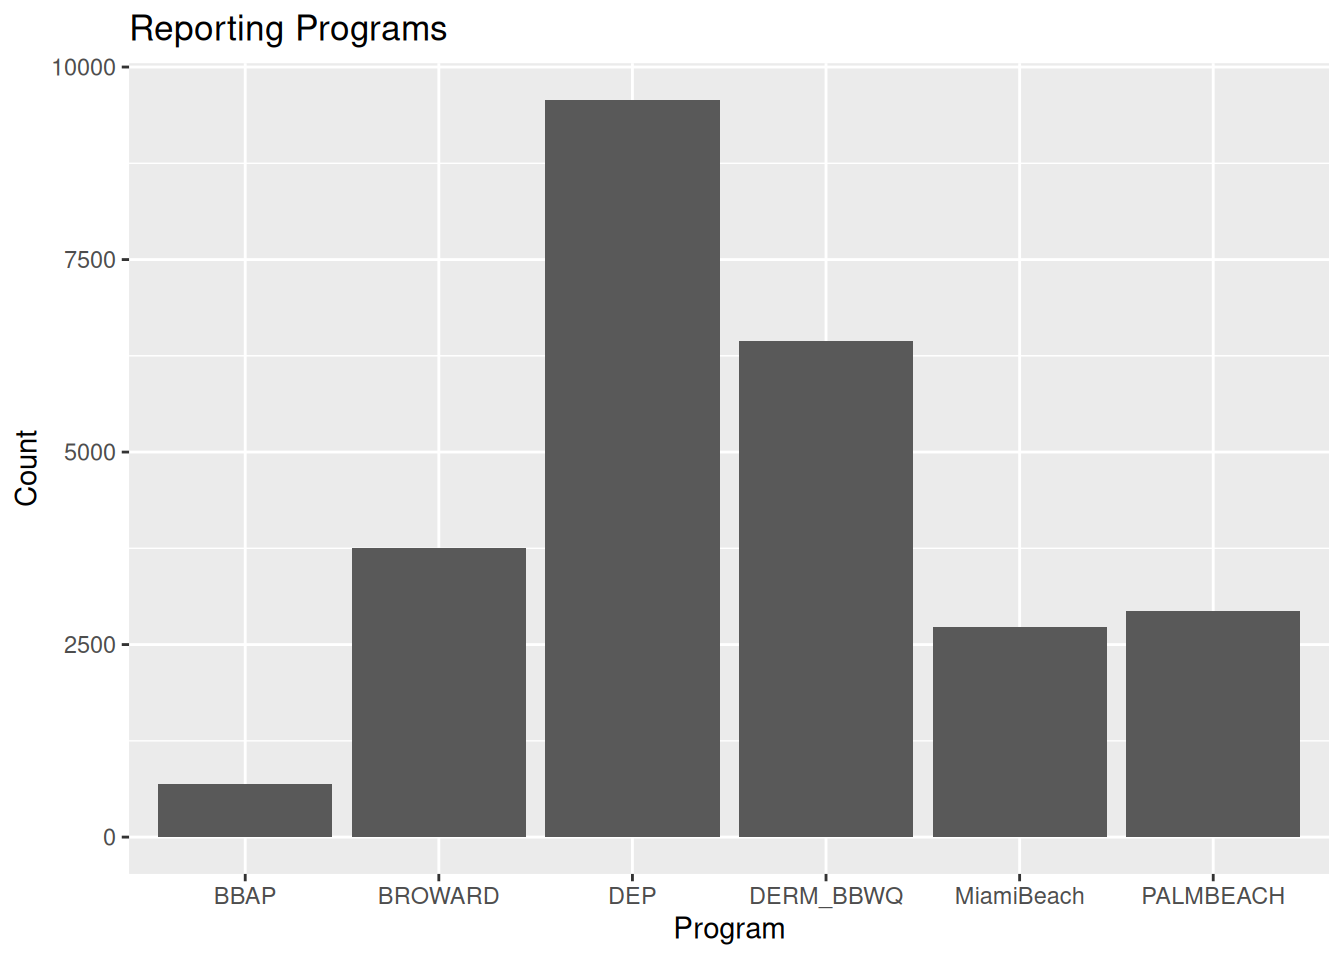 Reporting Programs
10000
7500
5000
2500
0
Count
BBAP BROWARD DEP DERM_BBWQ MiamiBeach PALMBEACH
Program